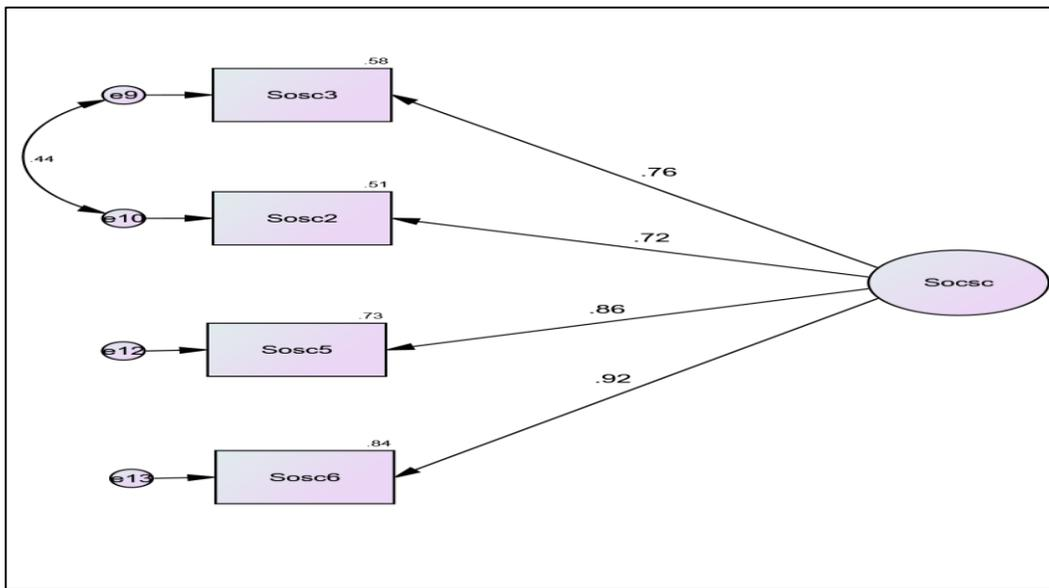 .58
e9
Sosc3
.76
.44
.51
e10
Sosc2
.72
Socsc
.73
.86
e12
Sosc5
.92
.84
e13
Sosc6